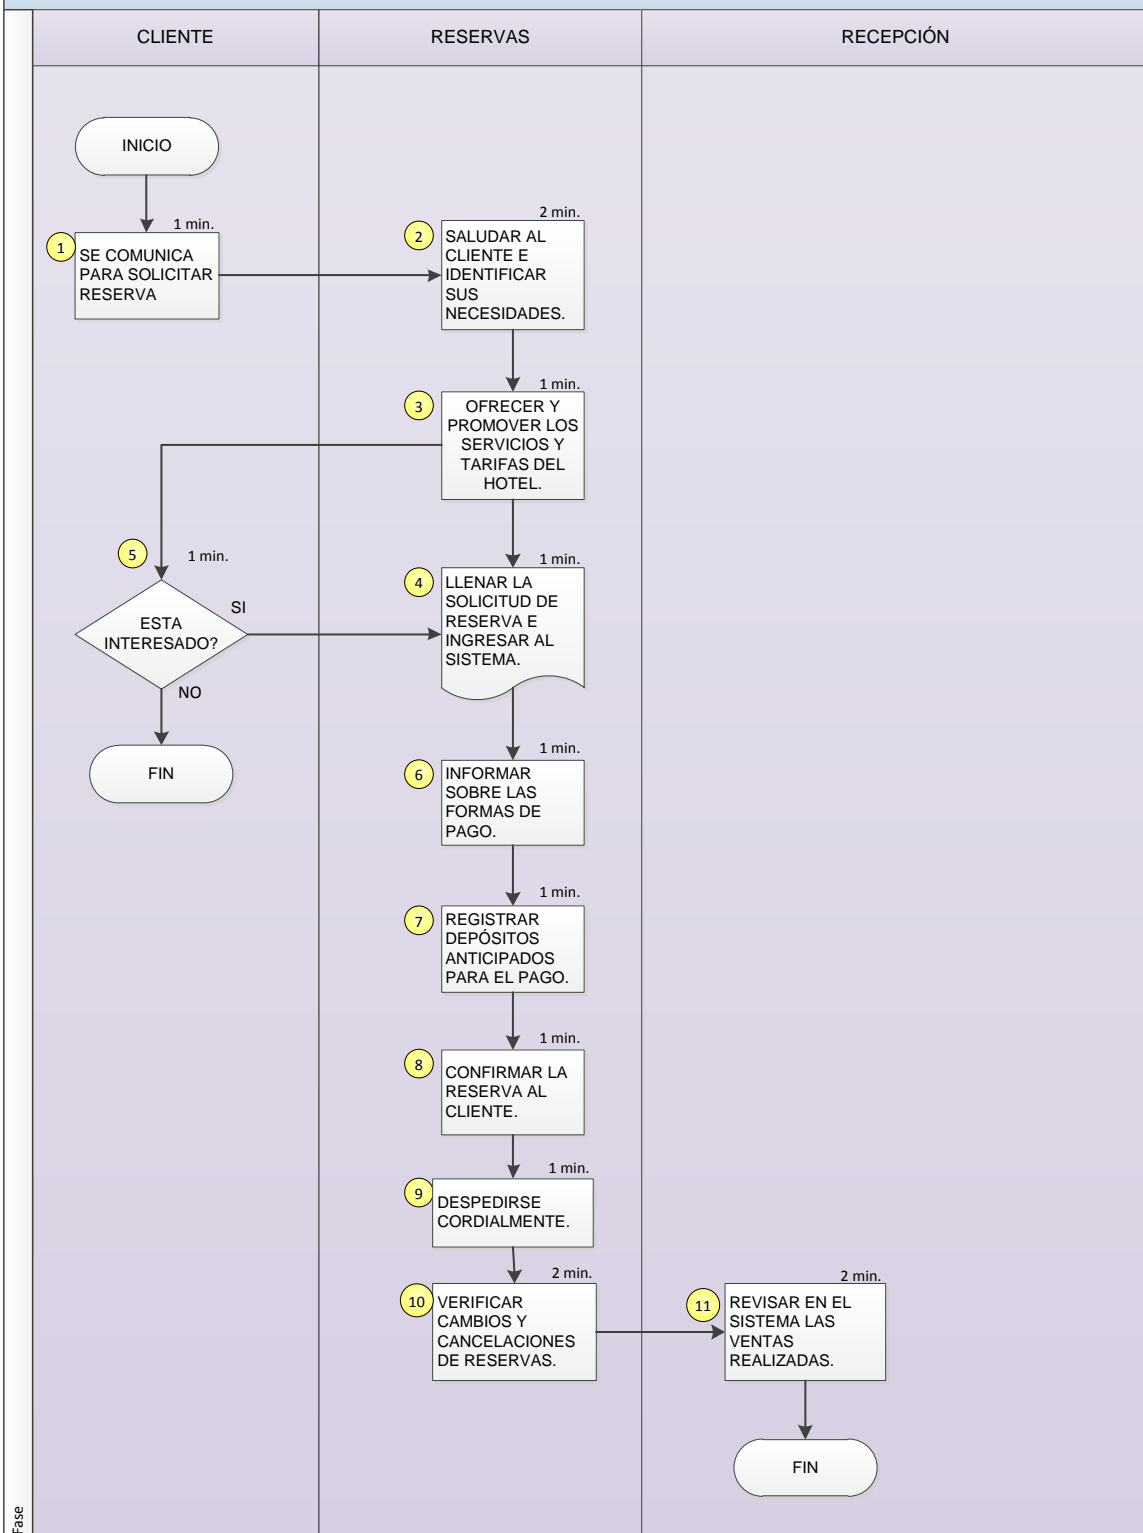 CLIENTE
RESERVAS
RECEPCIÓN
INICIO
1 min.
1
SE COMUNICA
PARA SOLICITAR
RESERVA
2 min.
2
SALUDAR AL
CLIENTE E
IDENTIFICAR
SUS
NECESIDADES.
1 min.
3
OFRECER Y
PROMOVER LOS
SERVICIOS Y
TARIFAS DEL
HOTEL.
5
1 min.
ESTA
INTERESADO?
SI
NO
FIN
1 min.
4
LLENAR LA
SOLICITUD DE
RESERVA E
INGRESAR AL
SISTEMA.
1 min.
6
INFORMAR
SOBRE LAS
FORMAS DE
PAGO.
1 min.
7
REGISTRAR
DEPÓSITOS
ANTICIPADOS
PARA EL PAGO.
1 min.
8
CONFIRMAR LA
RESERVA AL
CLIENTE.
1 min.
9
DESPEDIRSE
CORDIALMENTE.
2 min.
10
VERIFICAR
CAMBIOS Y
CANCELACIONES
DE RESERVAS.
2 min.
11
REVISAR EN EL
SISTEMA LAS
VENTAS
REALIZADAS.
FIN
Fase